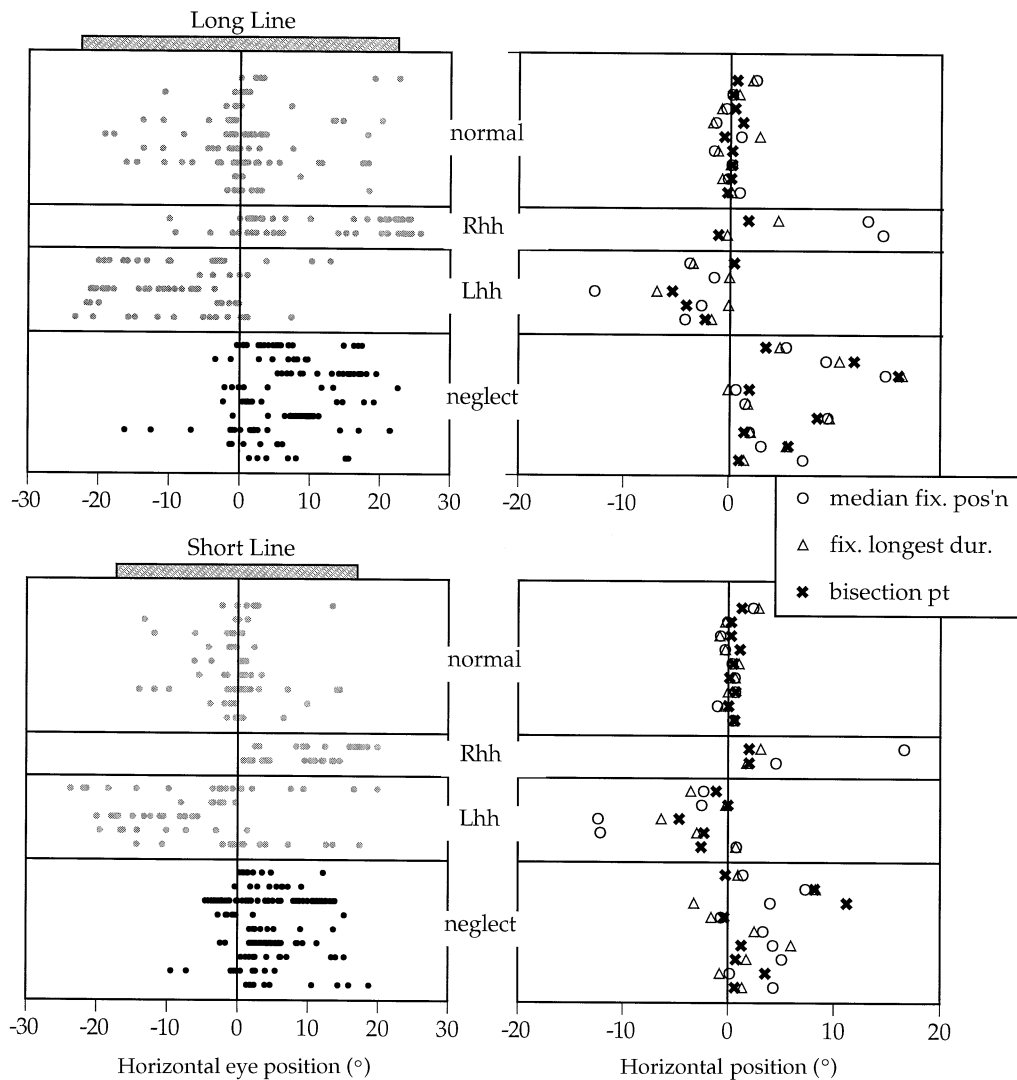 Long Line
normal
Rhh
Lhh
neglect
-30 -20 -10 0 10 20 30
-20 -10 0
median fix. pos'n
fix. longest dur.
bisection pt
Short Line
normal
Rhh
Lhh
neglect
-30 -20 -10 0 10 20 30
Horizontal eye position (°)
-20 -10 0 10 20
Horizontal position (°)